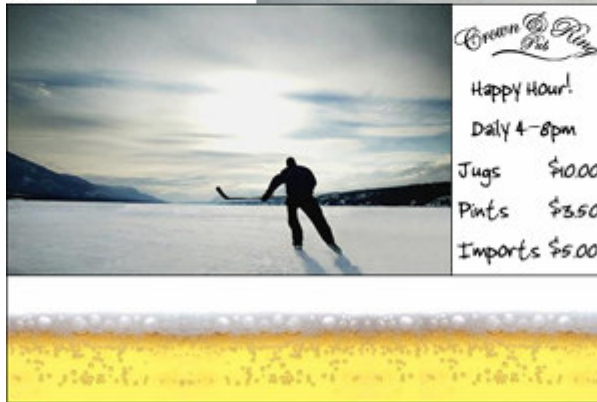 Crown & Ring
Pub
Happy Hour!
Daily 4-8pm
Jugs $10.00
Pints $3.50
Imports $5.00